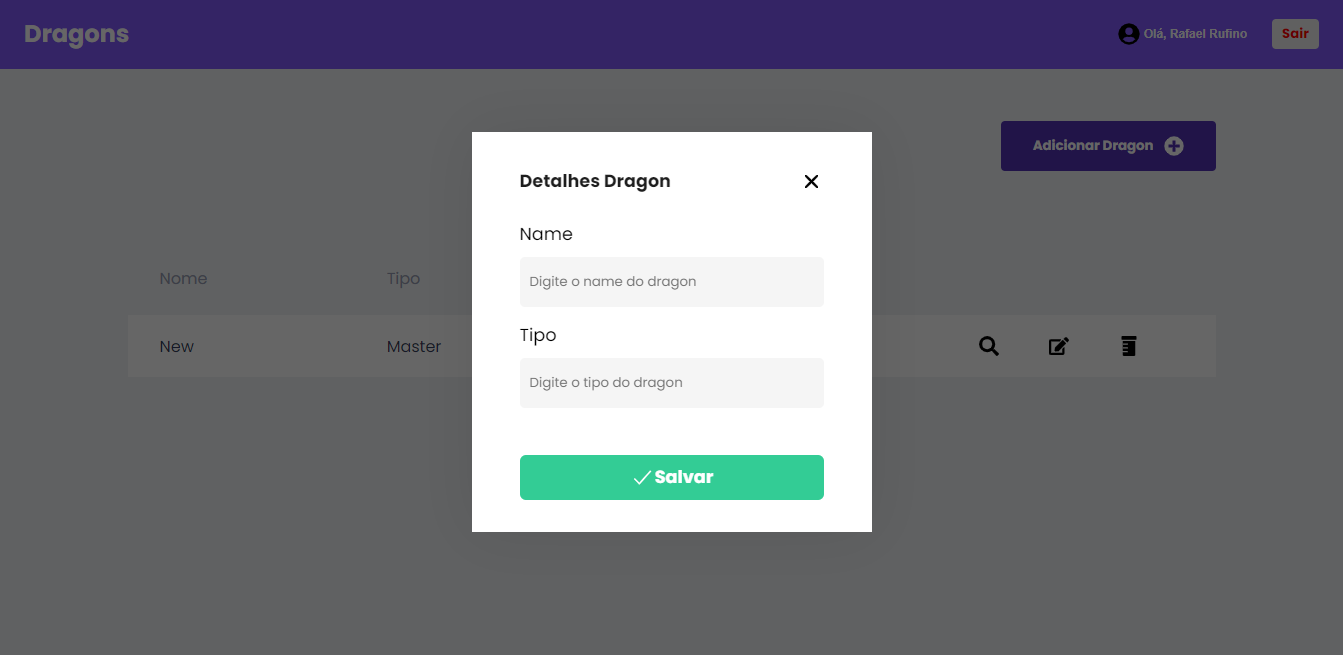 Dragons
Olá, Rafael Rufino
Sair
Adicionar Dragon
Detalhes Dragon
Name
Digite o name do dragon
Tipo
Digite o tipo do dragon
Salvar
Nome Tipo
New Master